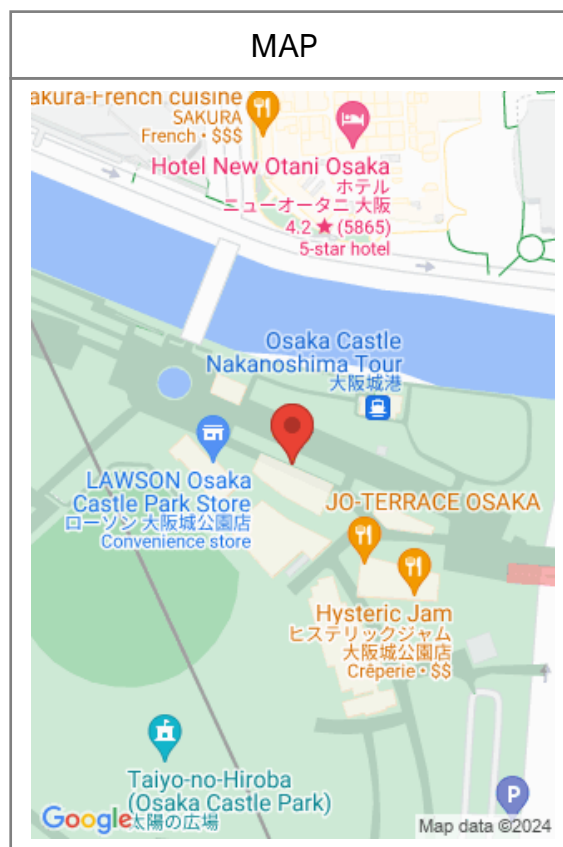 MAP
akura-French cuisine
SAKURA
French • $$$
Hotel New Otani Osaka
ホテル
ニューオータニ 大阪
4.2 ★ (5865)
5-star hotel
Osaka Castle
Nakanoshima Tour
大阪城港
LAWSON Osaka
Castle Park Store
ローソン 大阪城公園店
Convenience store
JO-TERRACE OSAKA
Hysteric Jam
ヒステリックジャム
大阪城公園店
Crêperie • $$
Taiyo-no-Hiroba
(Osaka Castle Park)
太陽の広場
P
Google
Map data ©2024